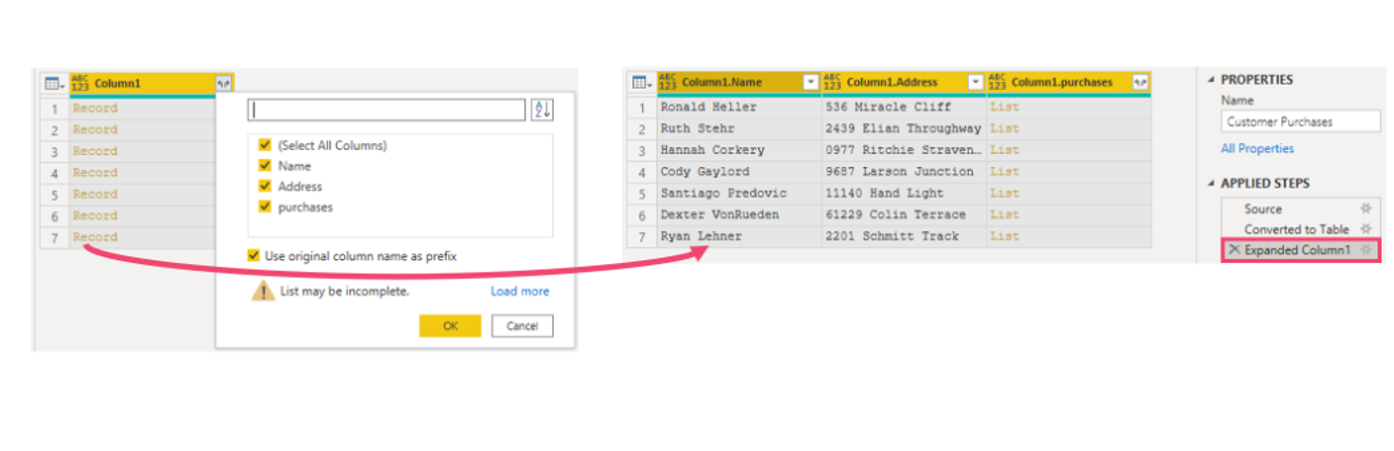 ABC 123 Column1
1 Record
2 Record
3 Record
4 Record
5 Record
6 Record
7 Record
A Z
(Select All Columns)
Name
Address
purchases
Use original column name as prefix
List may be incomplete. Load more
OK Cancel
ABC 123 Column1.Name ABC 123 Column1.Address ABC 123 Column1.purchases
1 Ronald Heller 536 Miracle Cliff List
2 Ruth Stehr 2439 Elian Throughway List
3 Hannah Corkery 0977 Ritchie Straven... List
4 Cody Gaylord 9687 Larson Junction List
5 Santiago Predovic 11140 Hand Light List
6 Dexter VonRueden 61229 Colin Terrace List
7 Ryan Lehner 2201 Schmitt Track List
PROPERTIES
Name
Customer Purchases
All Properties
APPLIED STEPS
Source
Converted to Table
Expanded Column1